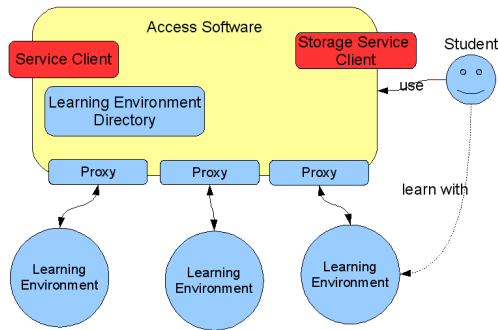 Access Software
Service Client
Storage Service
Client
Student
Learning Environment
Directory
use
Proxy
Proxy
Proxy
learn with
Learning
Environment
Learning
Environment
Learning
Environment